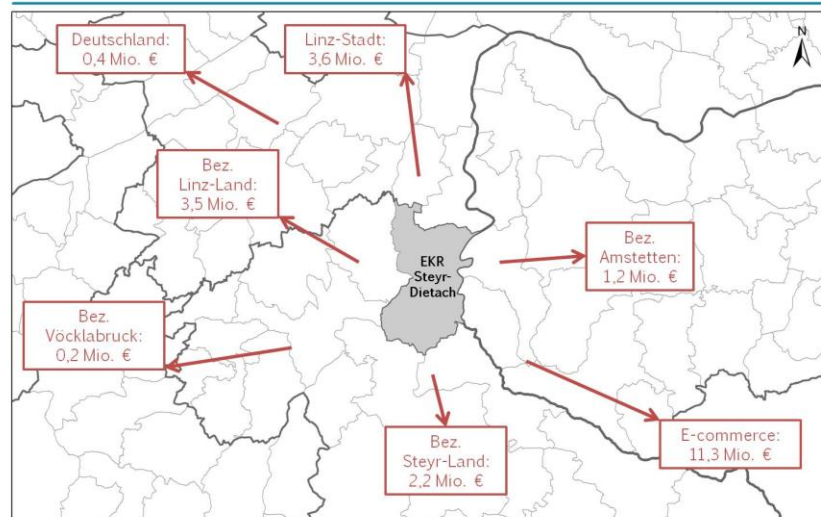 Deutschland:
0,4 Mio. €
Linz-Stadt:
3,6 Mio. €
N
Bez.
Linz-Land:
3,5 Mio. €
EKR
Steyr-
Dietach
Bez.
Amstetten:
1,2 Mio. €
Bez.
Vöcklabruck:
0,2 Mio. €
Bez.
Steyr-Land:
2,2 Mio. €
E-commerce:
11,3 Mio. €